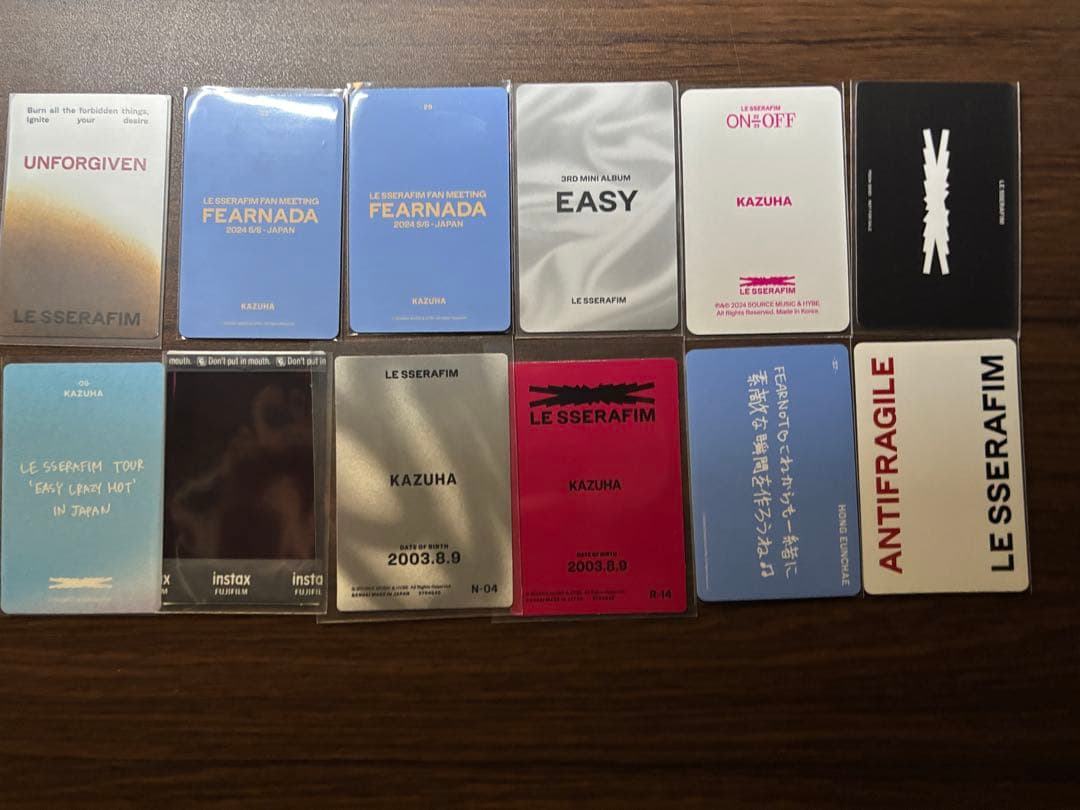 Burn all the forbidden things,
Ignite your desire
UNFORGIVEN
LE SSERAFIM
LE SSERAFIM FAN MEETING
FEARNADA
2024 S/S - JAPAN
KAZUHA
29
LE SSERAFIM FAN MEETING
FEARNADA
2024 S/S - JAPAN
KAZUHA
3RD MINI ALBUM
EASY
LE SSERAFIM
LE SSERAFIM
ON OFF
KAZUHA
LE SSERAFIM
℗&© 2024 SOURCE MUSIC & HYBE.
All Rights Reserved. Made in Korea.
LE SSERAFIM
-06-
KAZUHA
LE SSERAFIM TOUR
'EASY CRAZY HOT'
IN JAPAN
mouth. Don't put in mouth. Don't put in
instax insta
FUJIFILM FUJIFIL
LE SSERAFIM
KAZUHA
DATE OF BIRTH
2003.8.9
N-04
LE SSERAFIM
KAZUHA
DATE OF BIRTH
2003.8.9
R-14
FEARNOTとこれからも一緒に
素敵な瞬間を作ろうね♫
HONG EUNCHAE
ANTIFRAGILE
LE SSERAFIM